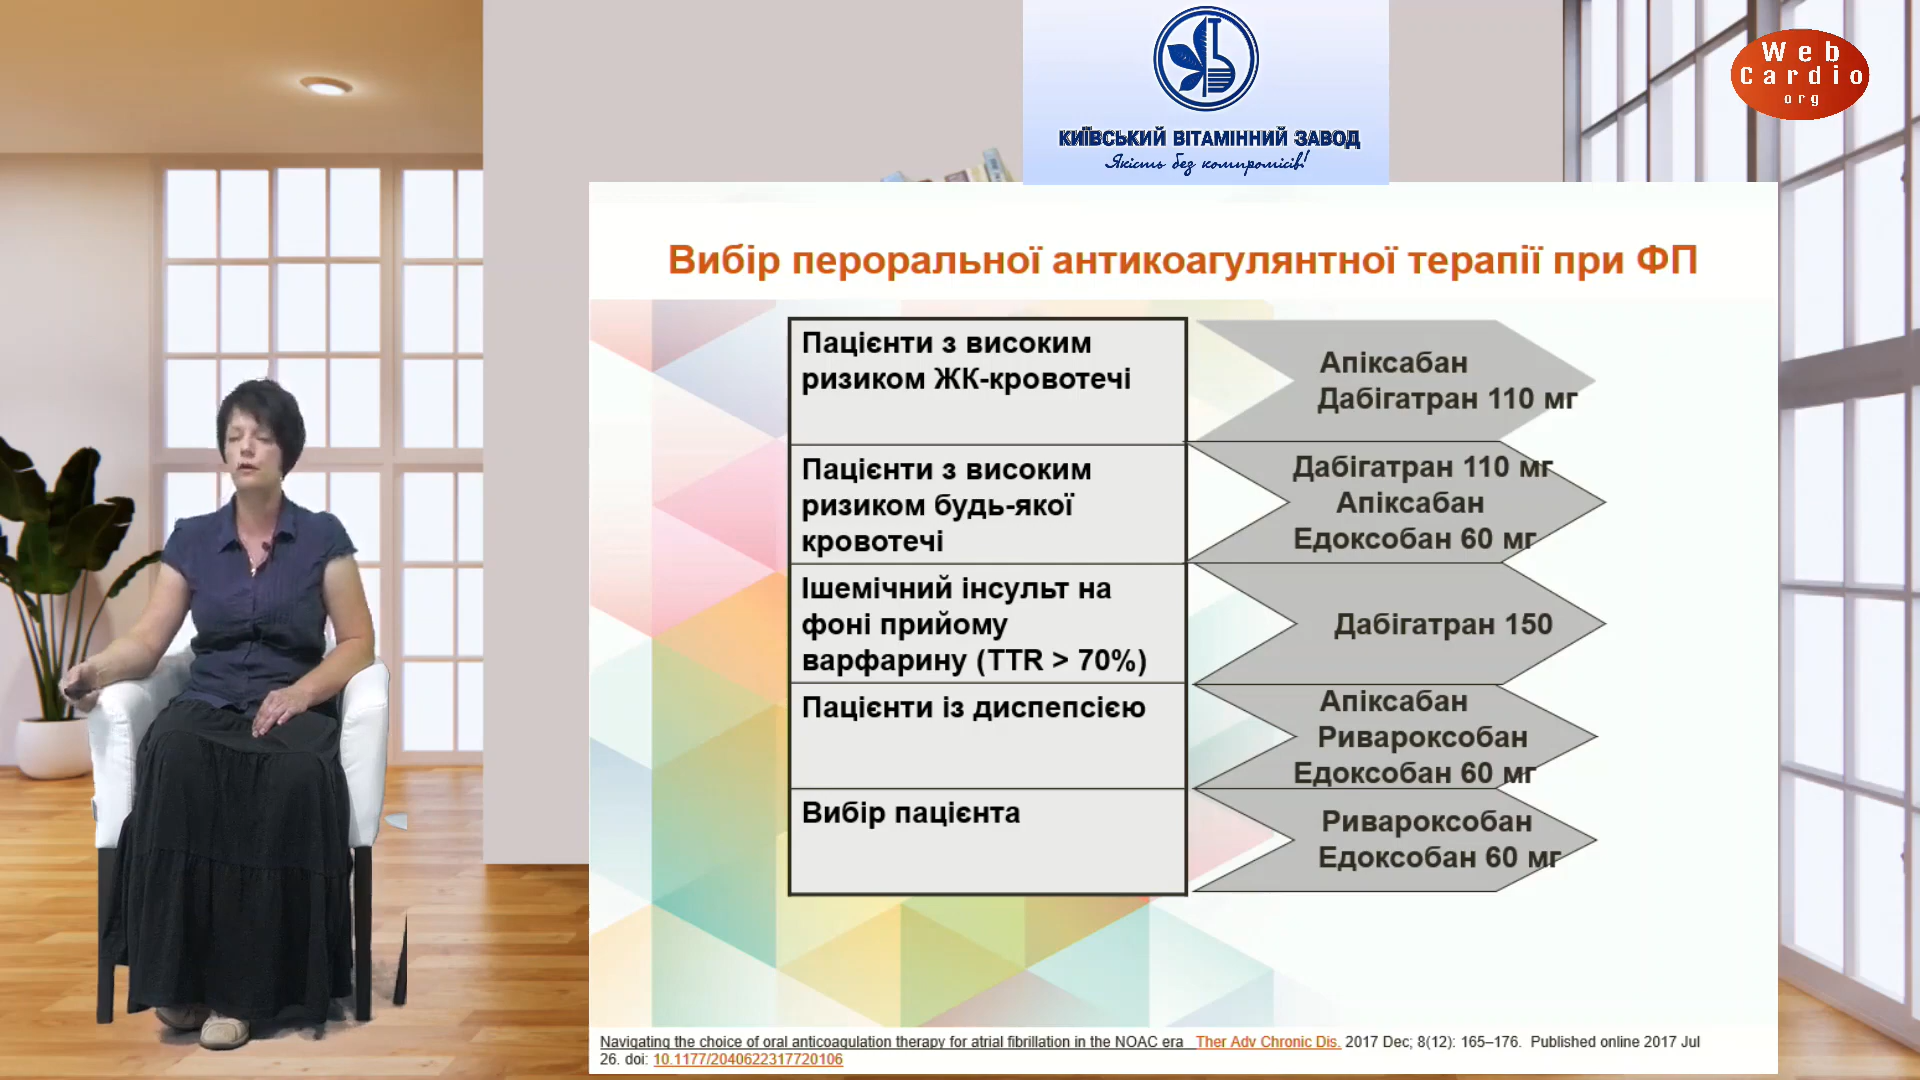 КИЇВСЬКИЙ ВІТАМІННИЙ ЗАВОД
Якість без компромісів!
Web
Cardio
org
Вибір пероральної антикоагулянтної терапії при ФП
Пацієнти з високим
ризиком ЖК-кровотечі
Апіксабан
Дабігатран 110 мг
Пацієнти з високим
ризиком будь-якої
кровотечі
Дабігатран 110 мг
Апіксабан
Едоксобан 60 мг
Ішемічний інсульт на
фоні прийому
варфарину (TTR > 70%)
Дабігатран 150
Пацієнти із диспепсією
Апіксабан
Ривароксобан
Едоксобан 60 мг
Вибір пацієнта
Ривароксобан
Едоксобан 60 мг
Navigating the choice of oral anticoagulation therapy for atrial fibrillation in the NOAC era Ther Adv Chronic Dis. 2017 Dec; 8(12): 165–176. Published online 2017 Jul
26. doi: 10.1177/2040622317720106